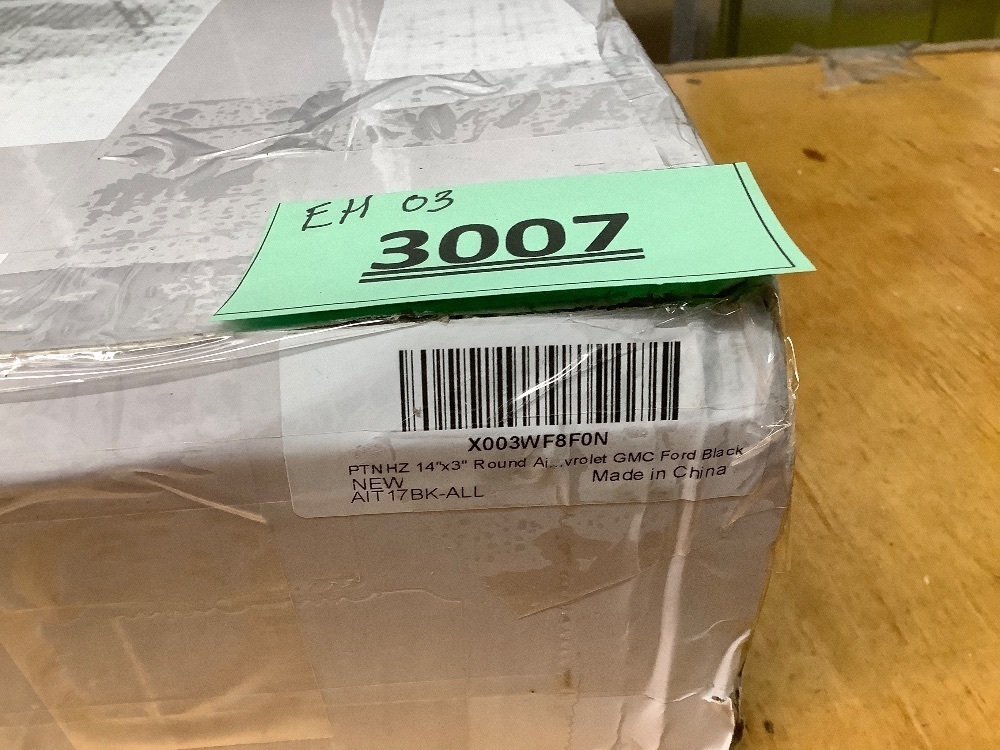 EH 03
3007
X003WF8F0N
PTNHZ 14"x3" Round Ai...vrolet GMC Ford Black
NEW
Made in China
AIT17BK-ALL